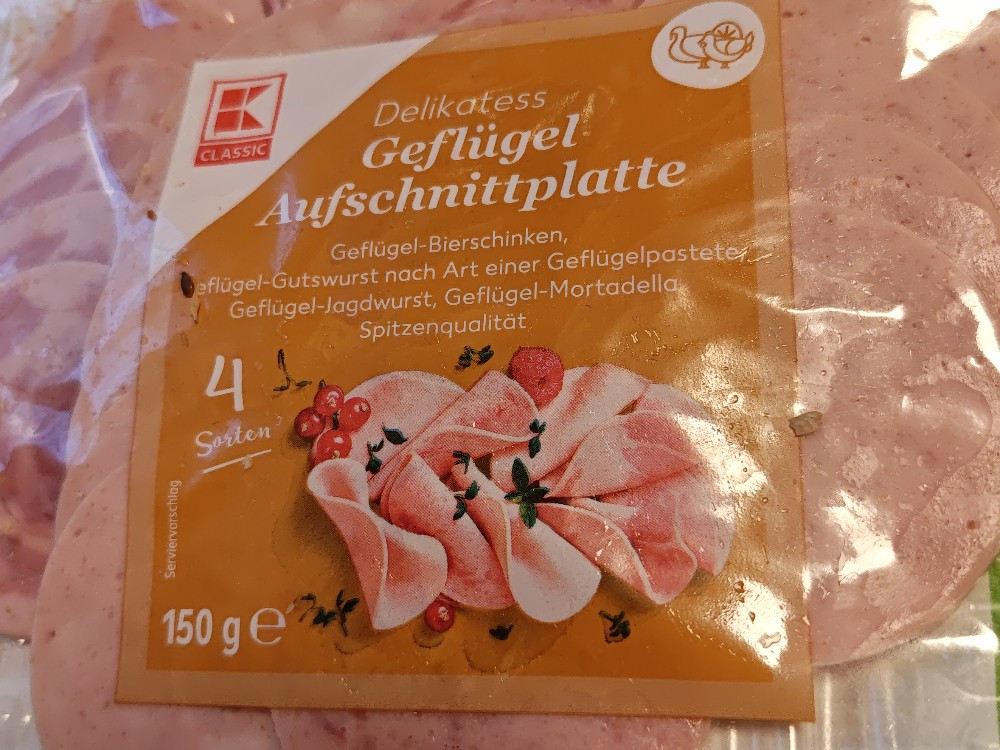 K
CLASSIC
Delikatess
Geflügel
Aufschnittplatte
Geflügel-Bierschinken,
eflügel-Gutswurst nach Art einer Geflügelpastete,
Geflügel-Jagdwurst, Geflügel-Mortadella
Spitzenqualität
4
Sorten
Serviervorschlag
150 g ℮